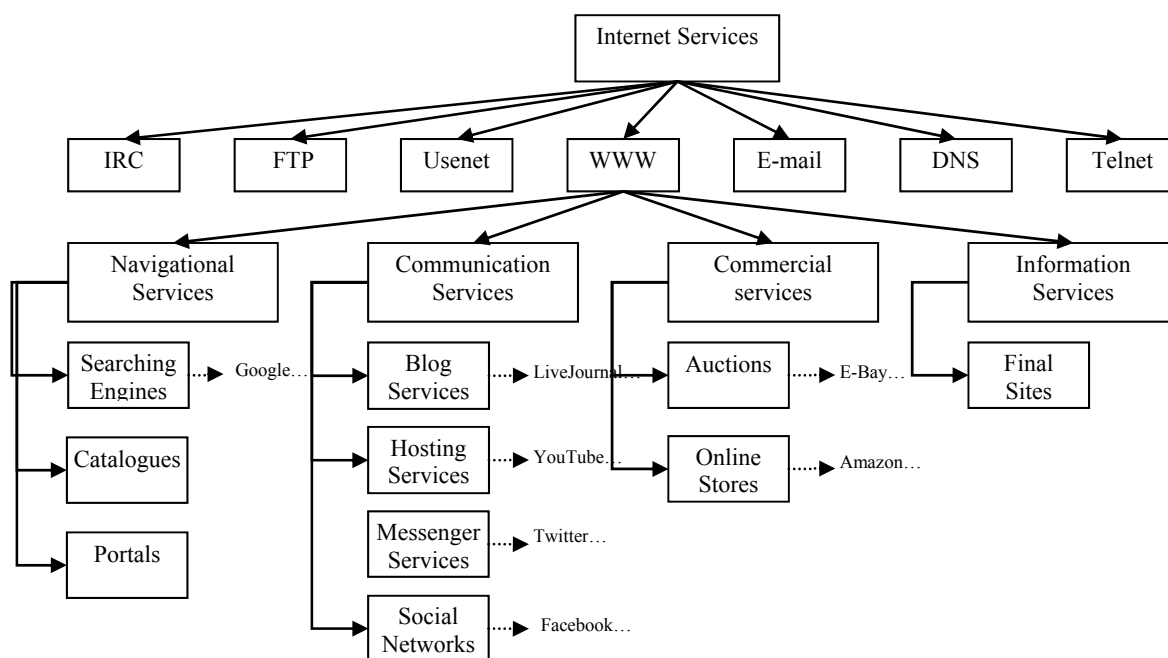 Internet Services
IRC
FTP
Usenet
WWW
E-mail
DNS
Telnet
Navigational
Services
Communication
Services
Commercial
services
Information
Services
Searching
Engines
Google…
Blog
Services
LiveJournal…
Auctions
E-Bay…
Final
Sites
Catalogues
Hosting
Services
YouTube…
Online
Stores
Amazon…
Portals
Messenger
Services
Twitter…
Social
Networks
Facebook…